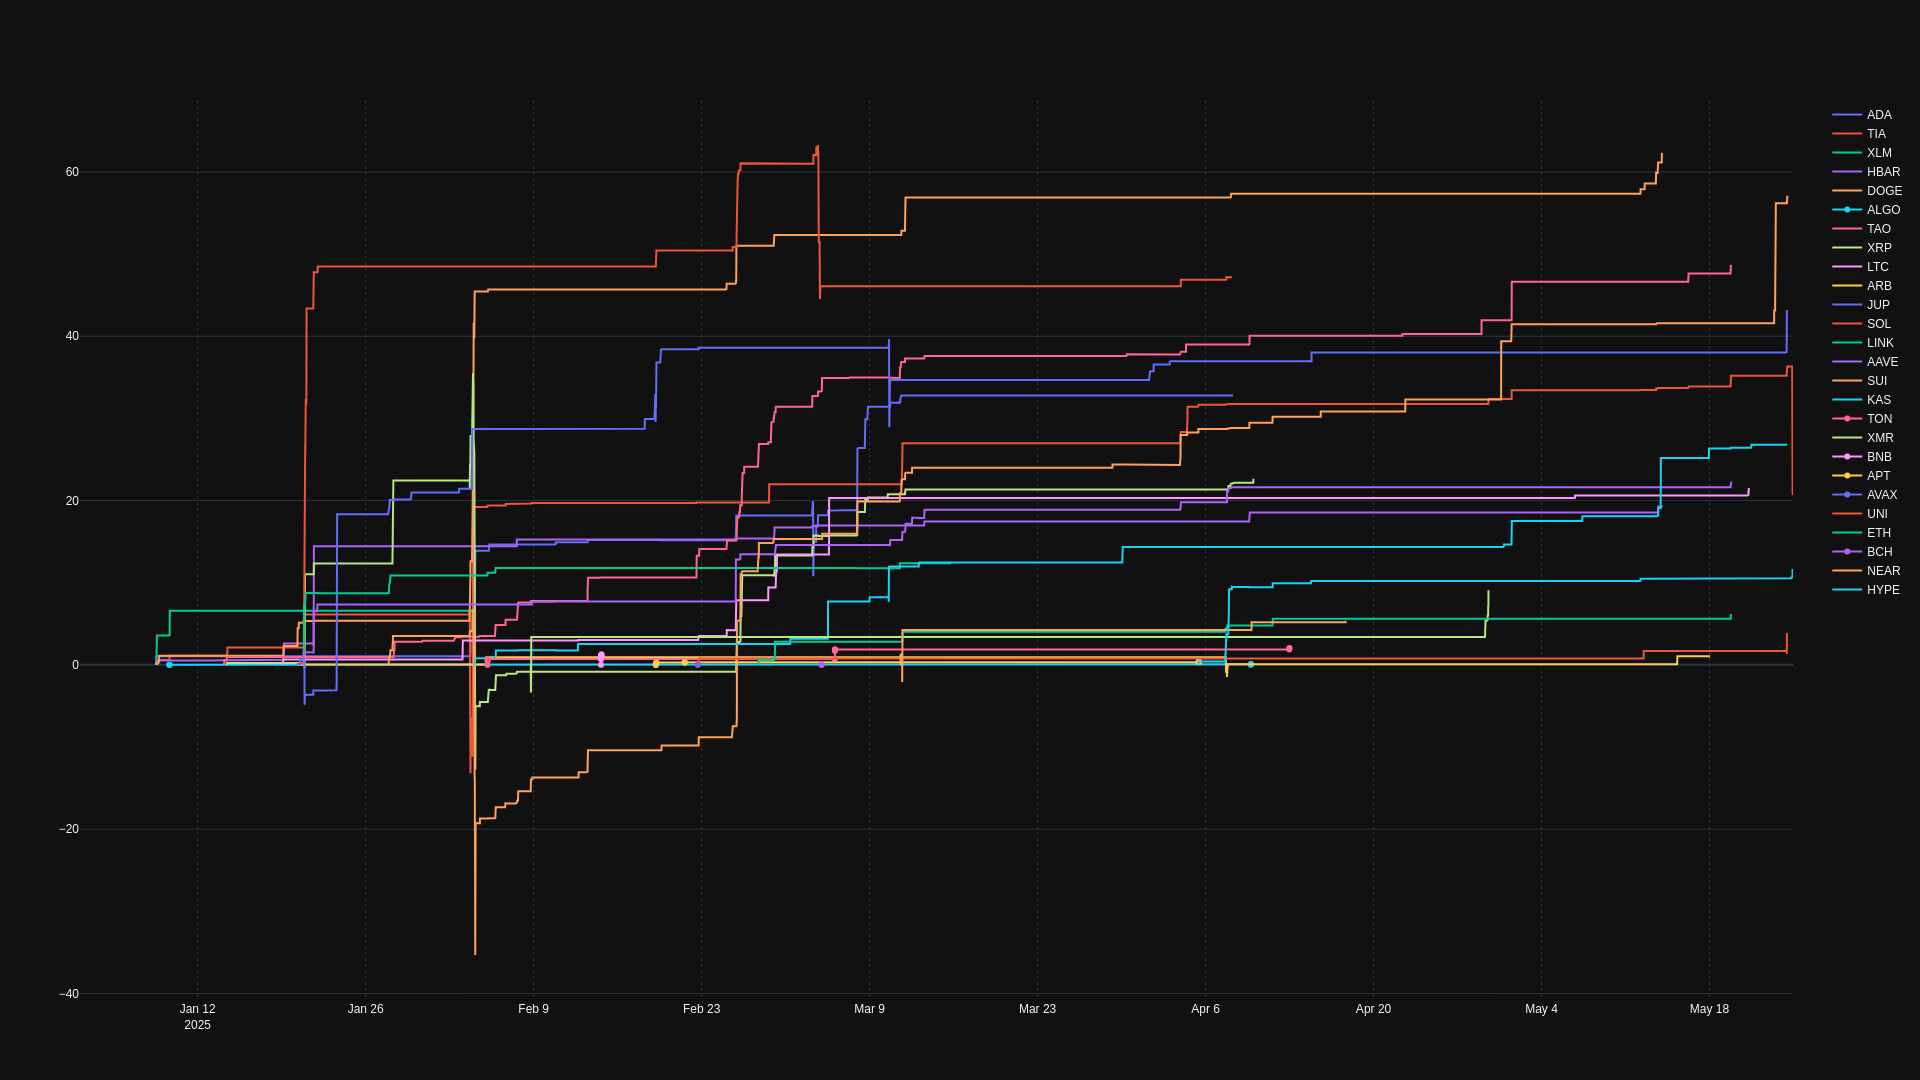 60
40
20
0
−20
−40
Jan 12
2025
Jan 26
Feb 9
Feb 23
Mar 9
Mar 23
Apr 6
Apr 20
May 4
May 18
ADA
TIA
XLM
HBAR
DOGE
ALGO
TAO
XRP
LTC
ARB
JUP
SOL
LINK
AAVE
SUI
KAS
TON
XMR
BNB
APT
AVAX
UNI
ETH
BCH
NEAR
HYPE